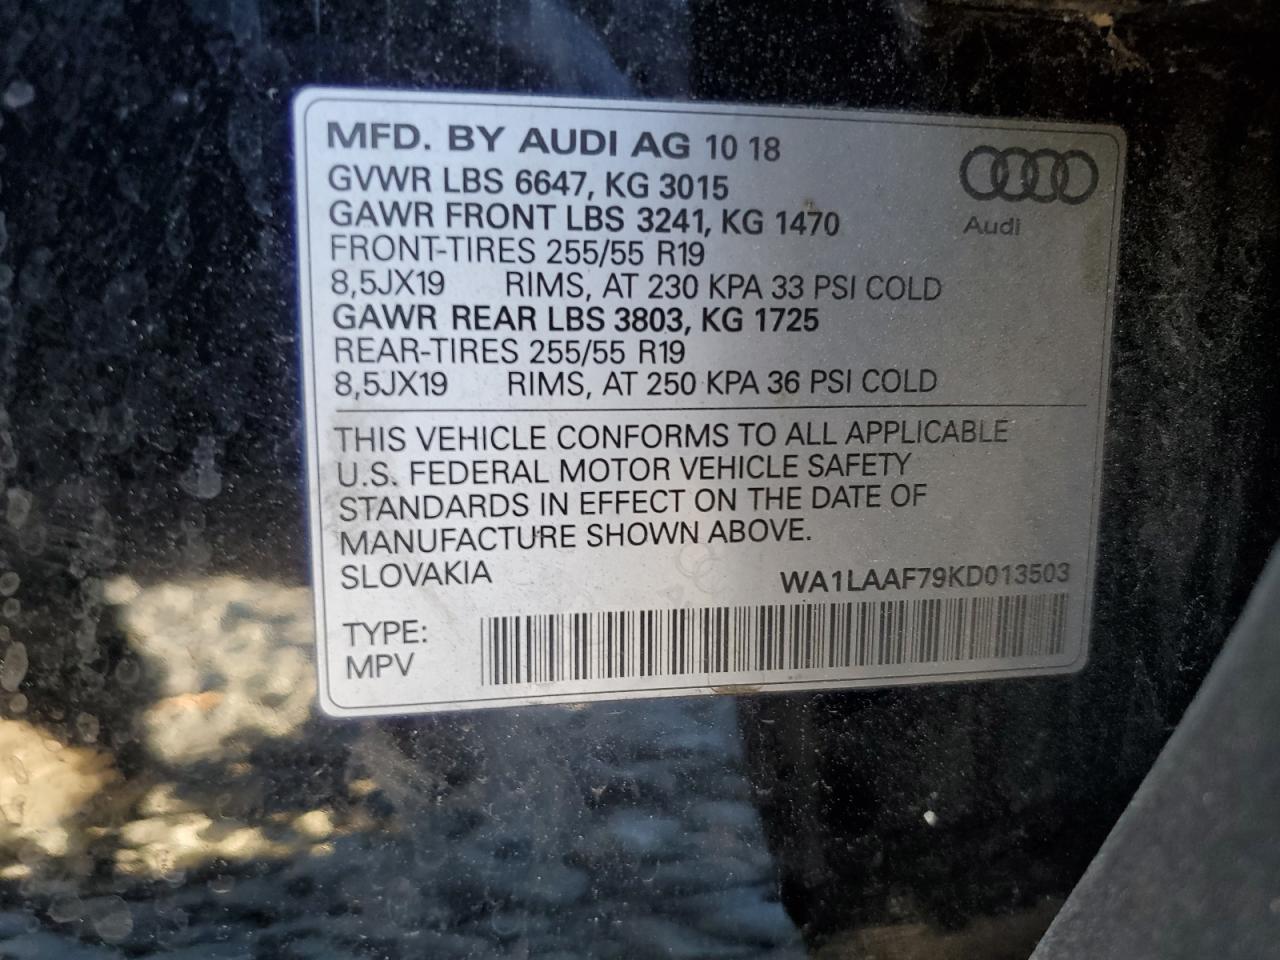 MFD. BY AUDI AG 10 18
GVWR LBS 6647, KG 3015
GAWR FRONT LBS 3241, KG 1470
Audi
FRONT-TIRES 255/55 R19
8,5JX19 RIMS, AT 230 KPA 33 PSI COLD
GAWR REAR LBS 3803, KG 1725
REAR-TIRES 255/55 R19
8,5JX19 RIMS, AT 250 KPA 36 PSI COLD
THIS VEHICLE CONFORMS TO ALL APPLICABLE
U.S. FEDERAL MOTOR VEHICLE SAFETY
STANDARDS IN EFFECT ON THE DATE OF
MANUFACTURE SHOWN ABOVE.
SLOVAKIA WA1LAAF79KD013503
TYPE:
MPV